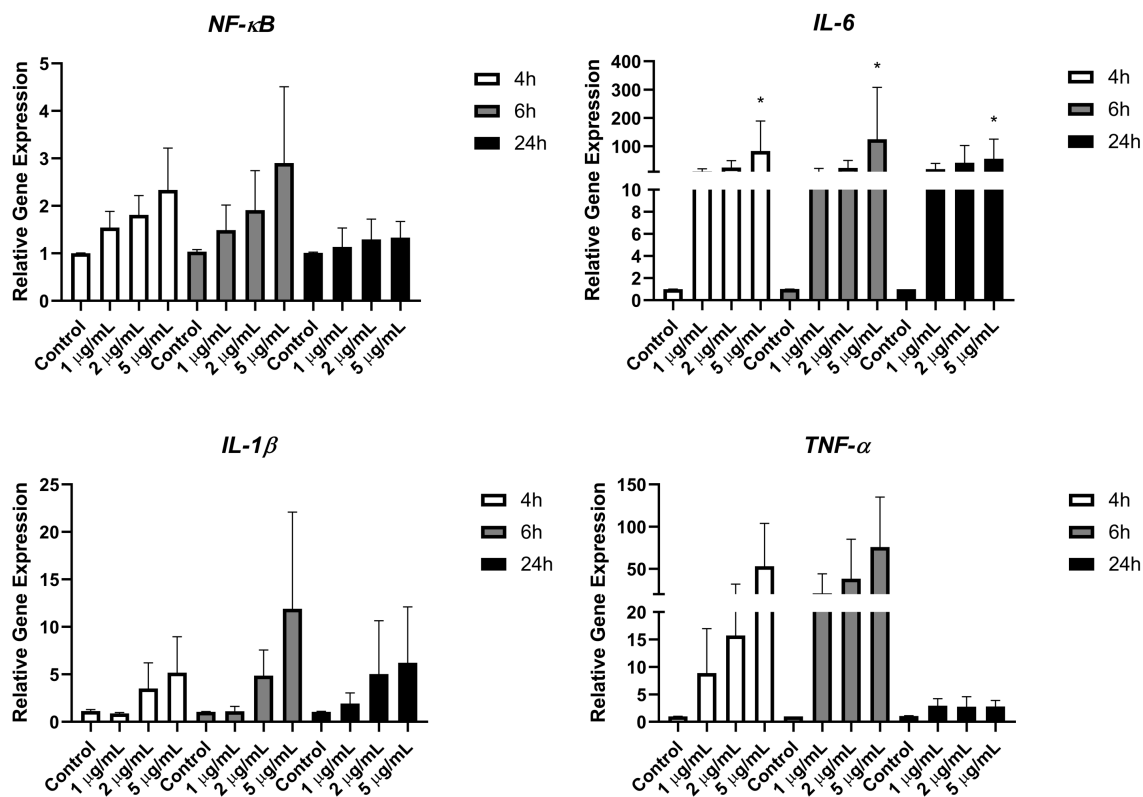 NF-κB
Relative Gene Expression
5
4
3
2
1
0
Control
1 μg/mL
2 μg/mL
5 μg/mL
Control
1 μg/mL
2 μg/mL
5 μg/mL
Control
1 μg/mL
2 μg/mL
5 μg/mL
4h
6h
24h
IL-6
Relative Gene Expression
400
300
200
100
10
8
6
4
2
0
*
*
*
Control
1 μg/mL
2 μg/mL
5 μg/mL
Control
1 μg/mL
2 μg/mL
5 μg/mL
Control
1 μg/mL
2 μg/mL
5 μg/mL
4h
6h
24h
IL-1β
Relative Gene Expression
25
20
15
10
5
0
Control
1 μg/mL
2 μg/mL
5 μg/mL
Control
1 μg/mL
2 μg/mL
5 μg/mL
Control
1 μg/mL
2 μg/mL
5 μg/mL
4h
6h
24h
TNF-α
Relative Gene Expression
150
100
50
20
15
10
5
0
Control
1 μg/mL
2 μg/mL
5 μg/mL
Control
1 μg/mL
2 μg/mL
5 μg/mL
Control
1 μg/mL
2 μg/mL
5 μg/mL
4h
6h
24h